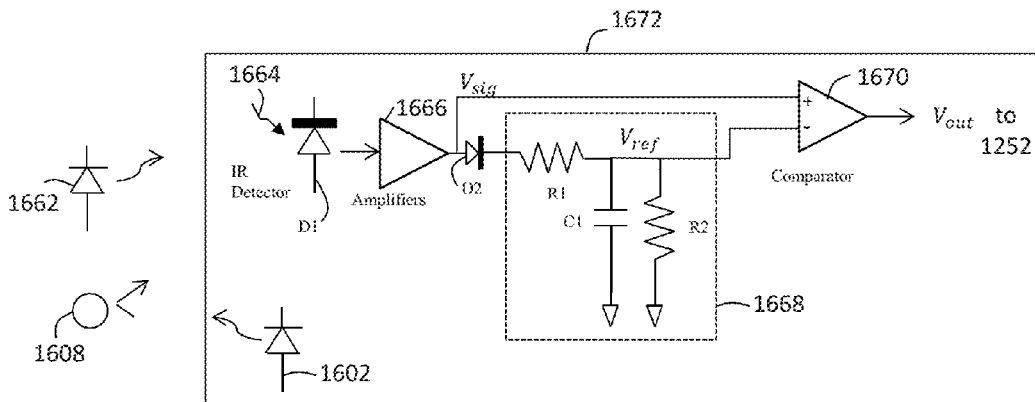 1672
1664
1666
V_sig
1670
V_ref
V_out to
1252
IR
Detector
Amplifiers
D2
R1
Comparator
1662
D1
C1
R2
1668
1608
1602
+
-